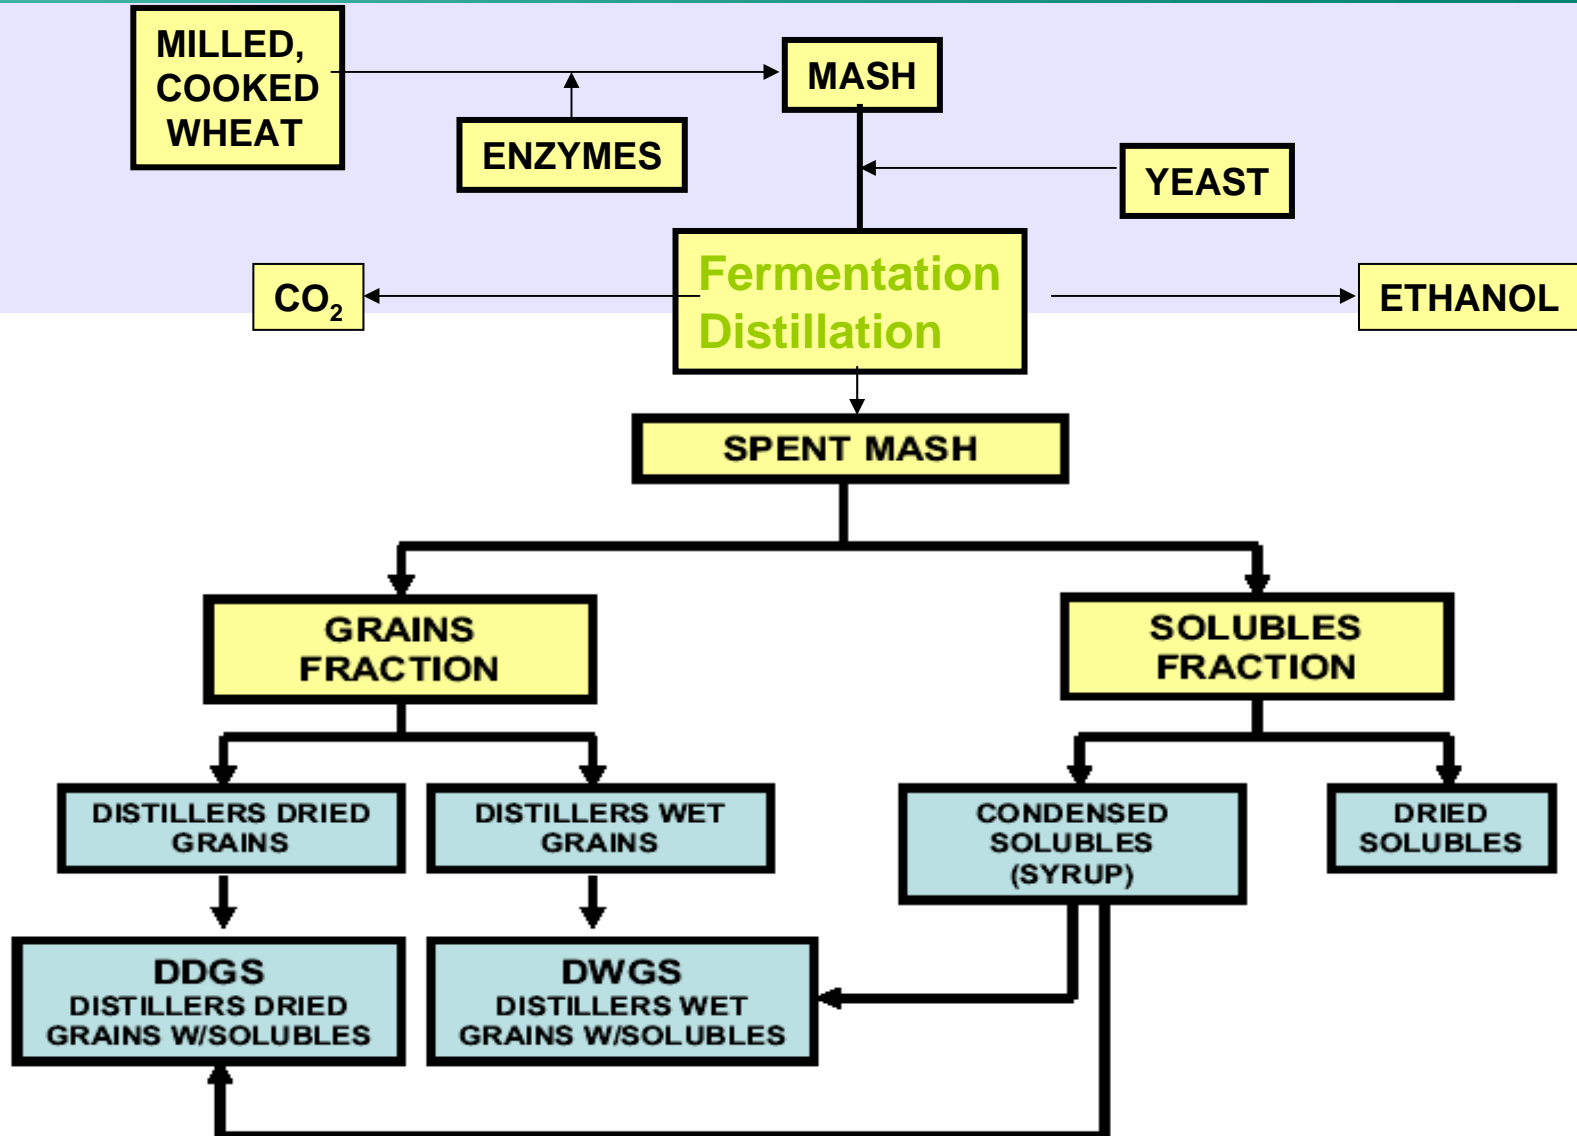 MILLED,
COOKED
WHEAT
MASH
ENZYMES
YEAST
Fermentation
Distillation
CO₂
ETHANOL
SPENT MASH
GRAINS
FRACTION
SOLUBLES
FRACTION
DISTILLERS DRIED
GRAINS
DISTILLERS WET
GRAINS
CONDENSED
SOLUBLES
(SYRUP)
DRIED
SOLUBLES
DDGS
DISTILLERS DRIED
GRAINS W/SOLUBLES
DWGS
DISTILLERS WET
GRAINS W/SOLUBLES